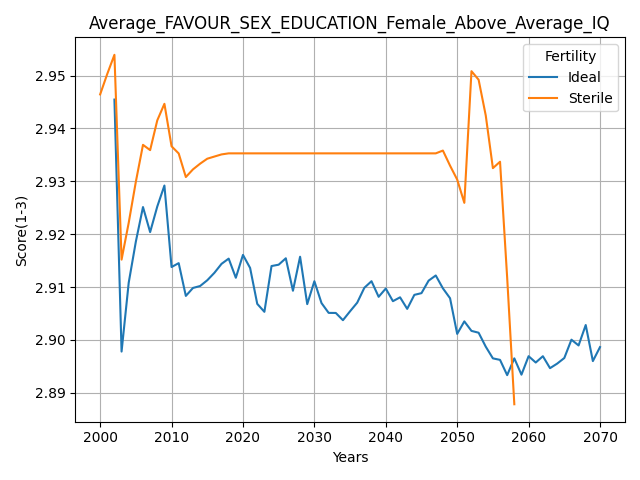 Average_FAVOUR_SEX_EDUCATION_Female_Above_Average_IQ
Fertility
Ideal
Sterile
Score(1-3)
2.95
2.94
2.93
2.92
2.91
2.90
2.89
2000 2010 2020 2030 2040 2050 2060 2070
Years